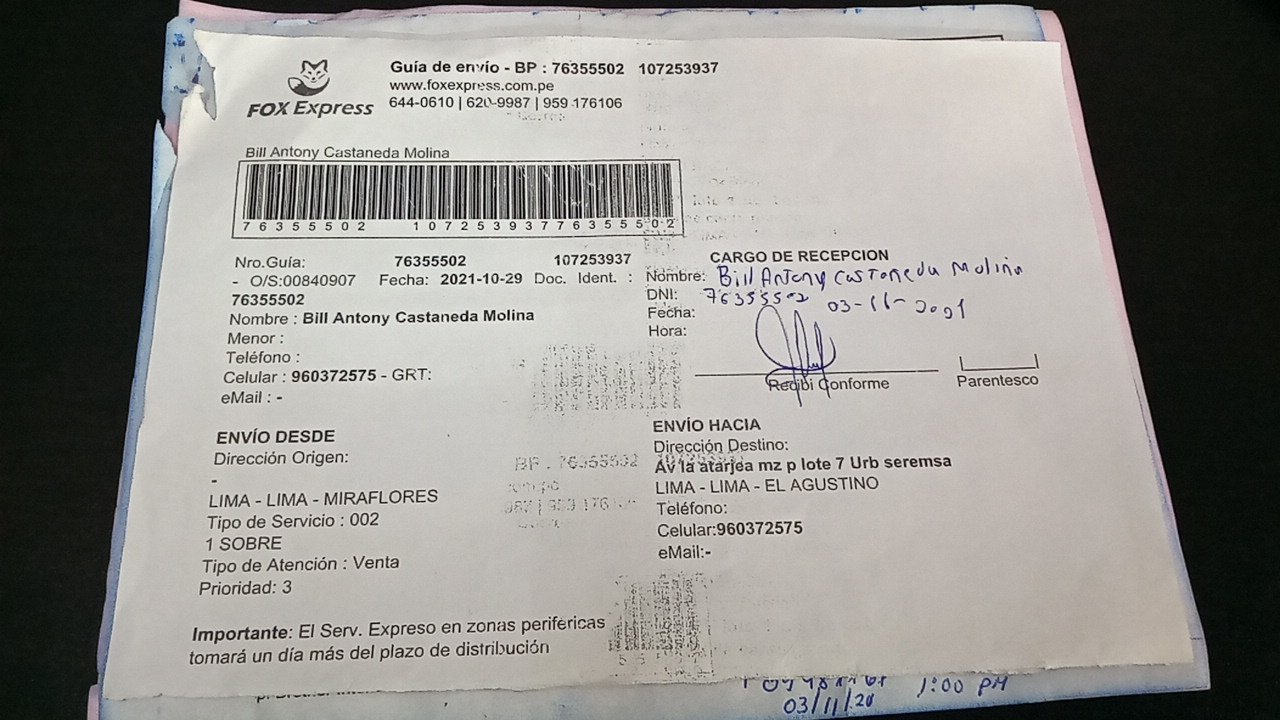 FOX Express
Guía de envío - BP : 76355502 107253937
www.foxexpress.com.pe
644-0610 | 620-9987 | 959 176106
Bill Antony Castaneda Molina
76355502 10725393776355502
Nro.Guía: 76355502 107253937
- O/S:00840907 Fecha: 2021-10-29 Doc. Ident. :
76355502
Nombre : Bill Antony Castaneda Molina
Menor :
Teléfono :
Celular : 960372575 - GRT:
eMail : -
CARGO DE RECEPCION
Nombre: Bill Antony Castaneda Molina
DNI: 76355502
Fecha: 03-11-2021
Hora:
Recibi Conforme
Parentesco
ENVÍO DESDE
Dirección Origen:
-
LIMA - LIMA - MIRAFLORES
Tipo de Servicio : 002
1 SOBRE
Tipo de Atención : Venta
Prioridad: 3
ENVÍO HACIA
Dirección Destino:
Av la atarjea mz p lote 7 Urb seremsa
LIMA - LIMA - EL AGUSTINO
Teléfono:
Celular:960372575
eMail:-
Importante: El Serv. Expreso en zonas perifericas
tomará un día más del plazo de distribución
1:00 PM
03/11/20